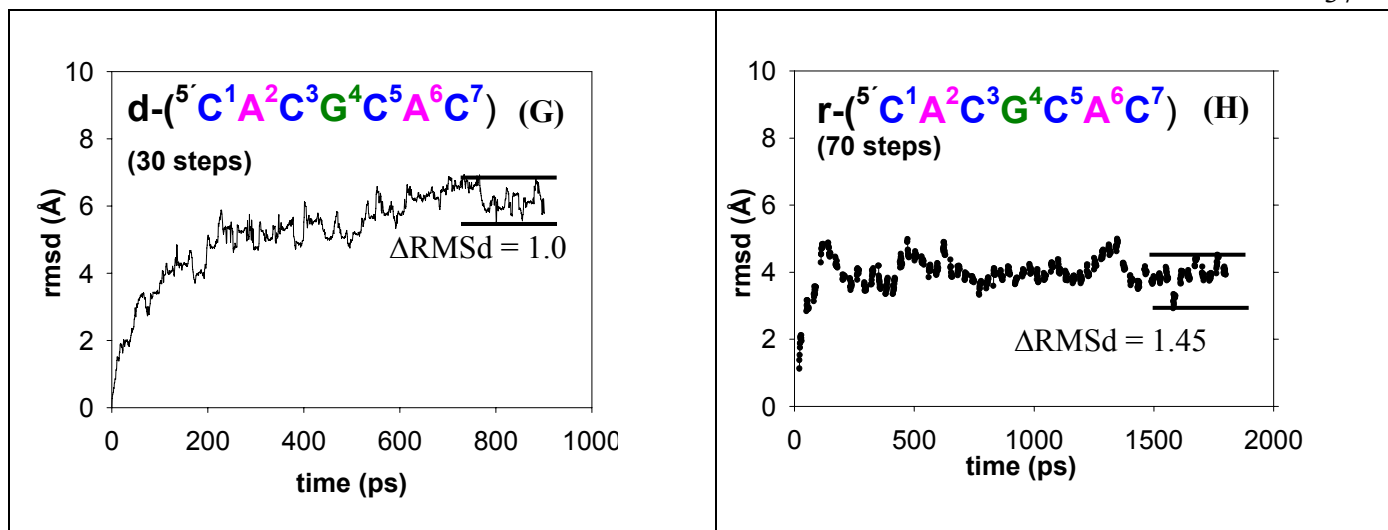 10
8
6
4
2
0
rmsd (Å)
d-(5´C1A2C3G4C5A6C7) (G)
(30 steps)
ΔRMSd = 1.0
0 200 400 600 800 1000
time (ps)
10
8
6
4
2
0
rmsd (Å)
r-(5´C1A2C3G4C5A6C7) (H)
(70 steps)
ΔRMSd = 1.45
0 500 1000 1500 2000
time (ps)